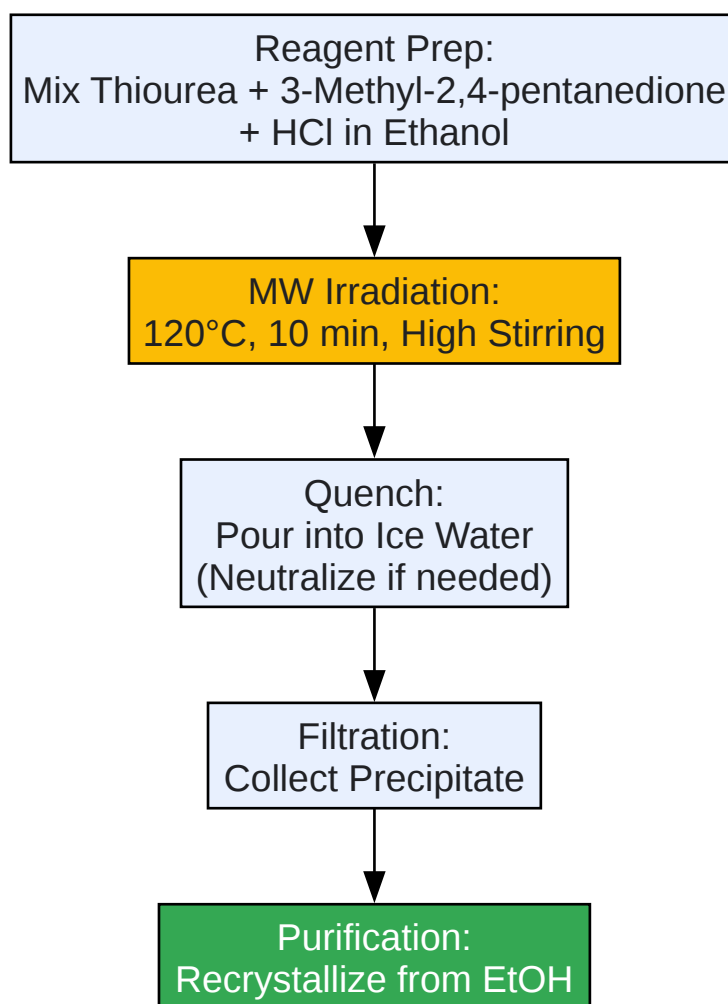 Reagent Prep:
Mix Thiourea + 3-Methyl-2,4-pentanedione
+ HCl in Ethanol
MW Irradiation:
120°C, 10 min, High Stirring
Quench:
Pour into Ice Water
(Neutralize if needed)
Filtration:
Collect Precipitate
Purification:
Recrystallize from EtOH